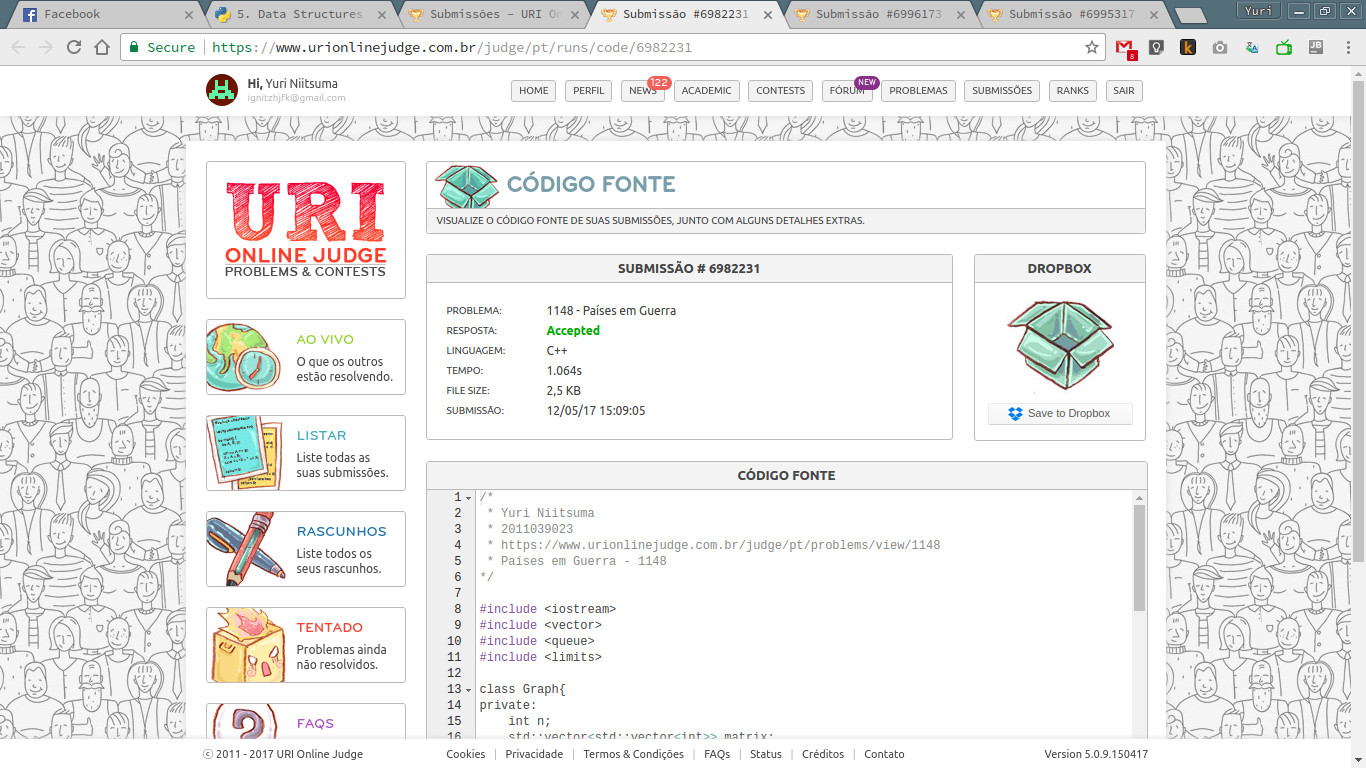 Facebook
5. Data Structures
Submissões – URI On
Submissão #6982231
Submissão #6996173
Submissão #6995317
Yuri
Secure
https://www.urionlinejudge.com.br/judge/pt/runs/code/6982231
8
Hi, Yuri Niitsuma
ignitzhjfk@gmail.com
HOME
PERFIL
NEWS
122
ACADEMIC
CONTESTS
FÓRUM
NEW
PROBLEMAS
SUBMISSÕES
RANKS
SAIR
URI
ONLINE JUDGE
PROBLEMS & CONTESTS
CÓDIGO FONTE
VISUALIZE O CÓDIGO FONTE DE SUAS SUBMISSÕES, JUNTO COM ALGUNS DETALHES EXTRAS.
AO VIVO
O que os outros
estão resolvendo.
LISTAR
Liste todas as
suas submissões.
RASCUNHOS
Liste todos os
seus rascunhos.
TENTADO
Problemas ainda
não resolvidos.
FAQS
SUBMISSÃO # 6982231
PROBLEMA: 1148 - Países em Guerra
RESPOSTA: Accepted
LINGUAGEM: C++
TEMPO: 1.064s
FILE SIZE: 2,5 KB
SUBMISSÃO: 12/05/17 15:09:05
DROPBOX
Save to Dropbox
CÓDIGO FONTE
1 /*
2 * Yuri Niitsuma
3 * 2011039023
4 * https://www.urionlinejudge.com.br/judge/pt/problems/view/1148
5 * Países em Guerra - 1148
6 */
7
8 #include <iostream>
9 #include <vector>
10 #include <queue>
11 #include <limits>
12
13 class Graph{
14 private:
15 int n;
16 std::vector<std::vector<int>> matrix;
© 2011 - 2017 URI Online Judge
Cookies | Privacidade | Termos & Condições | FAQs | Status | Créditos | Contato
Version 5.0.9.150417